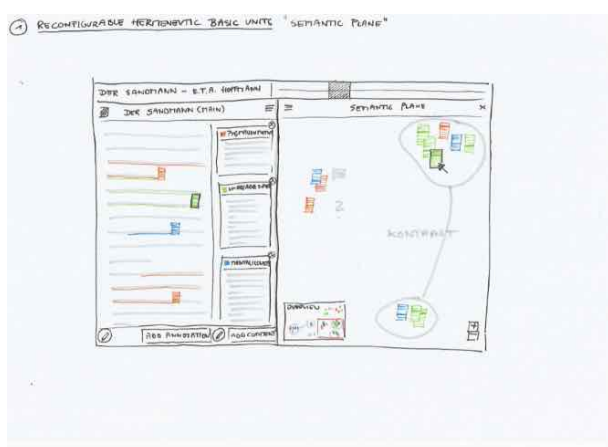 ① RECONFIGURABLE HERMENEUTIC BASIC UNITS "SEMANTIC PLANE"
DER SANDMANN – E.T.A. HOFFMANN
DER SANDMANN (MAIN)
SEMANTIC PLANE
x
?
KONTRAST
OVERVIEW
ADD ANNOTATION
ADD COMMENT
+
-